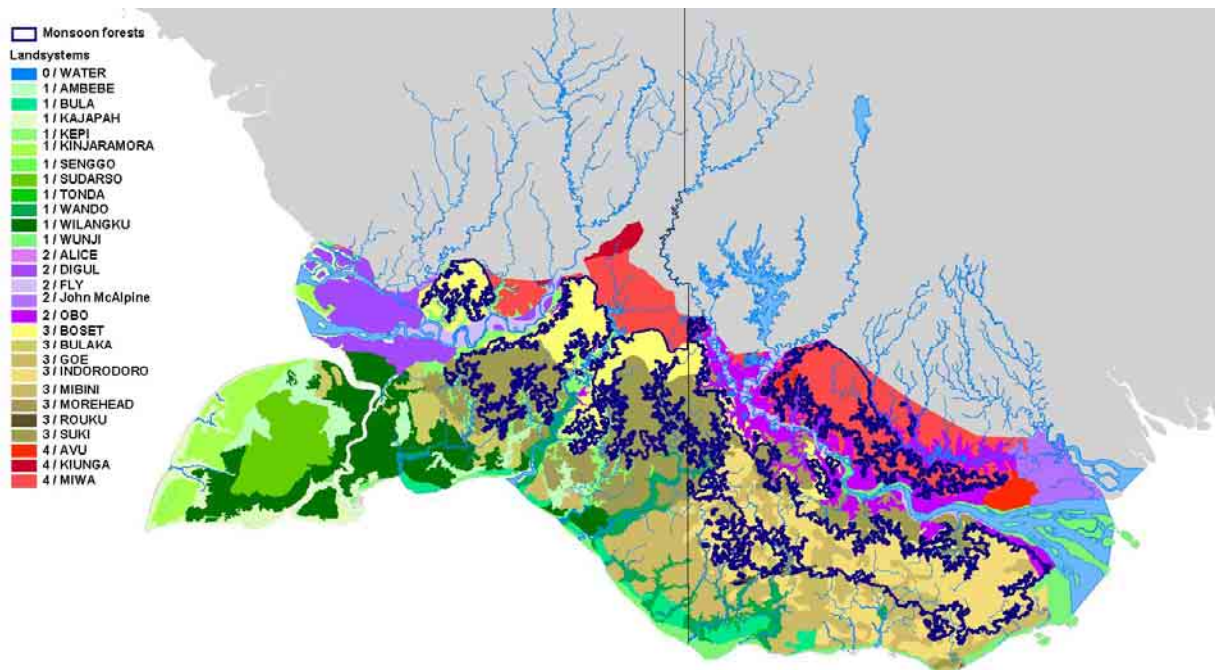 Monsoon forests
Landsystems
0 / WATER
1 / AMBEBE
1 / BULA
1 / KAJAPAH
1 / KEPI
1 / KINJARAMORA
1 / SENGGO
1 / SUDARSO
1 / TONDA
1 / WANDO
1 / WILANGKU
1 / WUNJI
2 / ALICE
2 / DIGUL
2 / FLY
2 / John McAlpine
2 / OBO
3 / BOSET
3 / BULAKA
3 / GOE
3 / INDORODORO
3 / MIBINI
3 / MOREHEAD
3 / ROUKU
3 / SUKI
4 / AVU
4 / KIUNGA
4 / MIWA